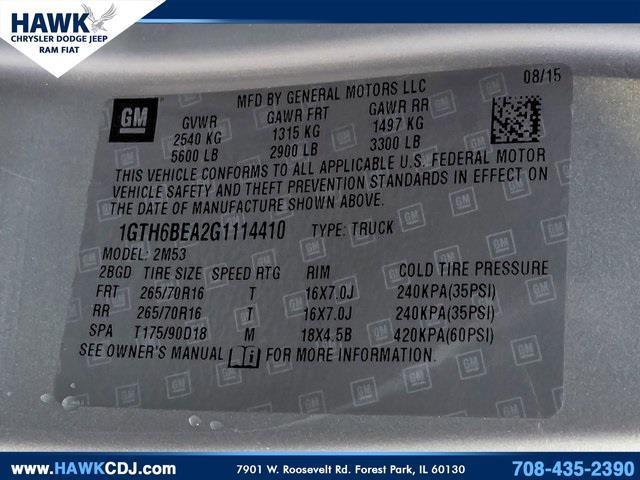 HAWK
CHRYSLER DODGE JEEP
RAM FIAT
MFD BY GENERAL MOTORS LLC 08/15
GM GVWR GAWR FRT GAWR RR
2540 KG 1315 KG 1497 KG
5600 LB 2900 LB 3300 LB
THIS VEHICLE CONFORMS TO ALL APPLICABLE U.S. FEDERAL MOTOR
VEHICLE SAFETY AND THEFT PREVENTION STANDARDS IN EFFECT ON
THE DATE OF MANUFACTURE SHOWN ABOVE.
1GTH6BEA2G1114410 TYPE: TRUCK
MODEL: 2M53
2BGD TIRE SIZE SPEED RTG RIM COLD TIRE PRESSURE
FRT 265/70R16 T 16X7.0J 240KPA(35PSI)
RR 265/70R16 T 16X7.0J 240KPA(35PSI)
SPA T175/90D18 M 18X4.5B 420KPA(60PSI)
SEE OWNER'S MANUAL i FOR MORE INFORMATION.
www.HAWKCDJ.com 7901 W. Roosevelt Rd. Forest Park, IL 60130 708-435-2390